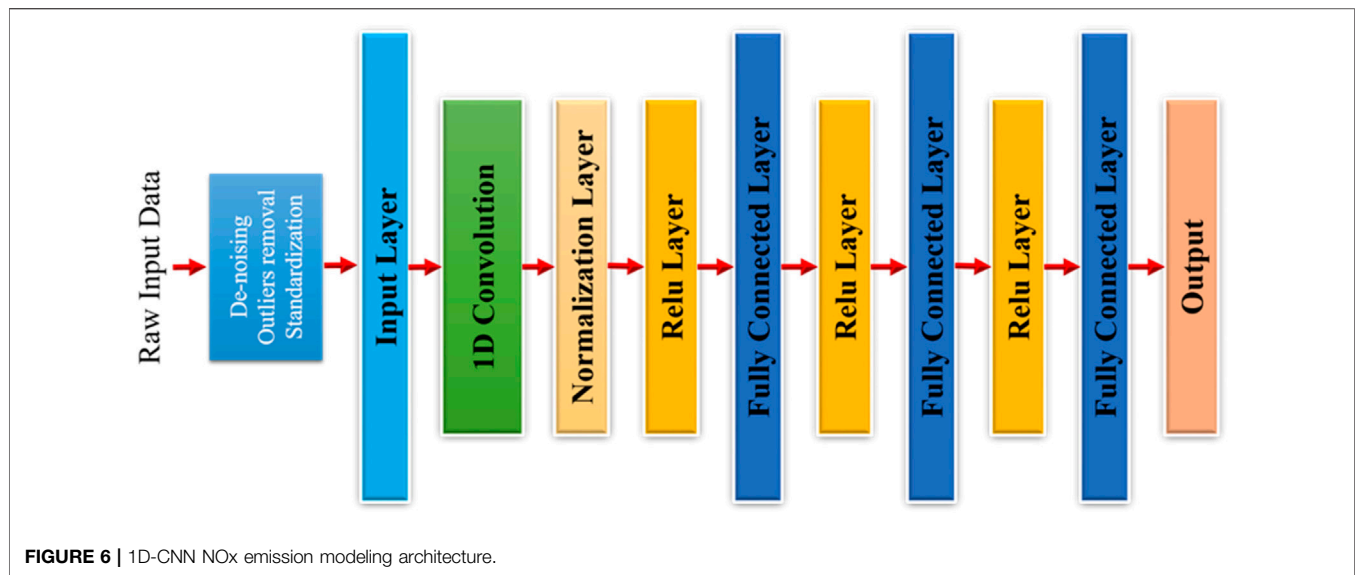 Raw Input Data
De-noising
Outliers removal
Standardization
Input Layer
1D Convolution
Normalization Layer
Relu Layer
Fully Connected Layer
Relu Layer
Fully Connected Layer
Relu Layer
Fully Connected Layer
Output
FIGURE 6 | 1D-CNN NOx emission modeling architecture.